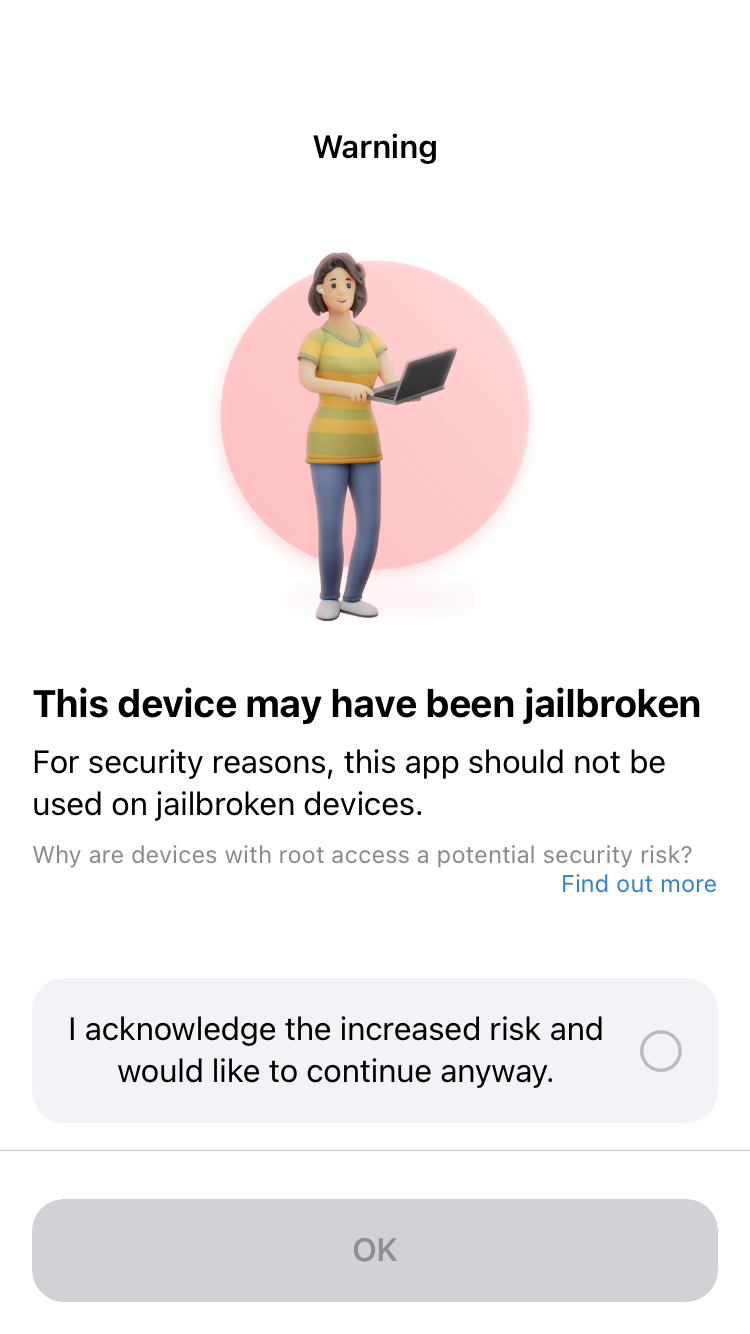 Warning
This device may have been jailbroken
For security reasons, this app should not be
used on jailbroken devices.
Why are devices with root access a potential security risk?
Find out more
I acknowledge the increased risk and
would like to continue anyway.
OK